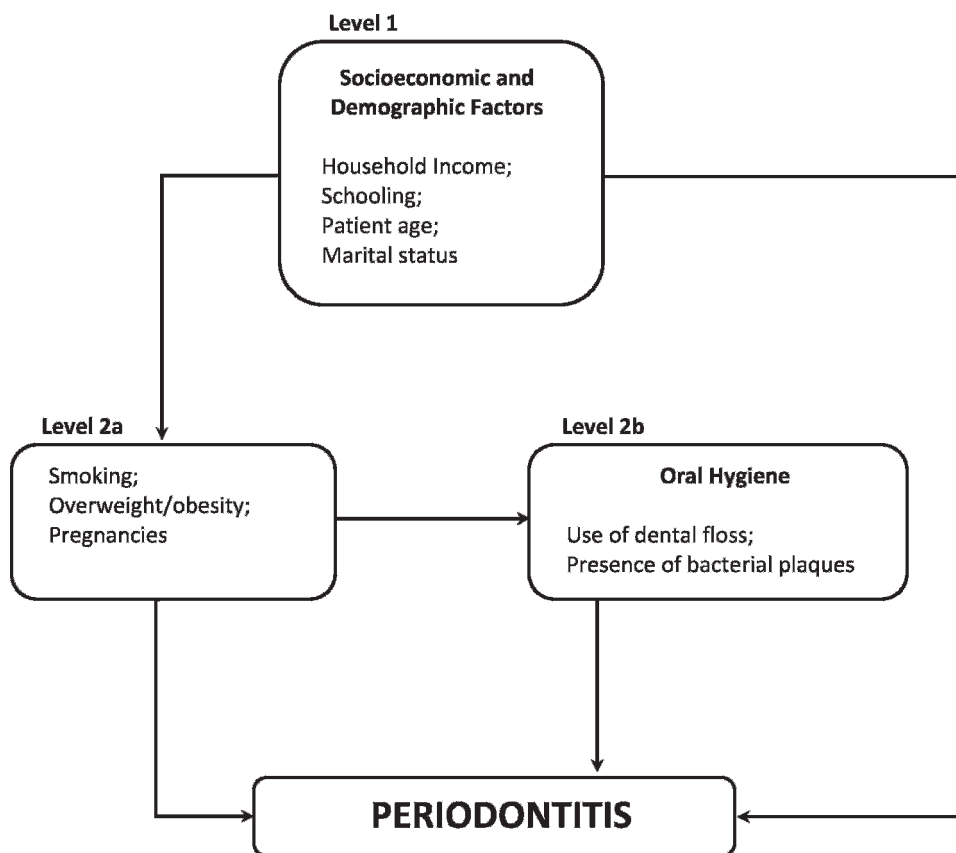 Level 1
Socioeconomic and
Demographic Factors
Household Income;
Schooling;
Patient age;
Marital status
Level 2a
Smoking;
Overweight/obesity;
Pregnancies
Level 2b
Oral Hygiene
Use of dental floss;
Presence of bacterial plaques
PERIODONTITIS